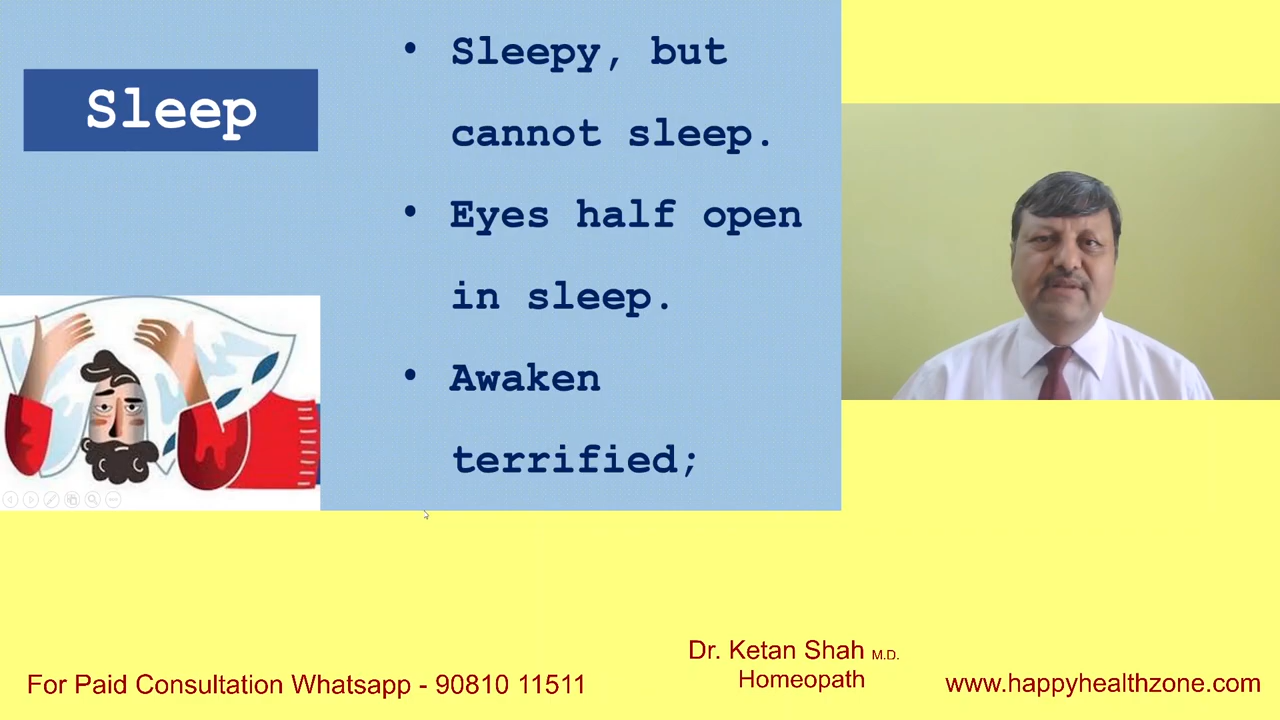 Sleep
• Sleepy, but
cannot sleep.
• Eyes half open
in sleep.
• Awaken
terrified;
Dr. Ketan Shah M.D.
Homeopath
For Paid Consultation Whatsapp - 90810 11511
www.happyhealthzone.com